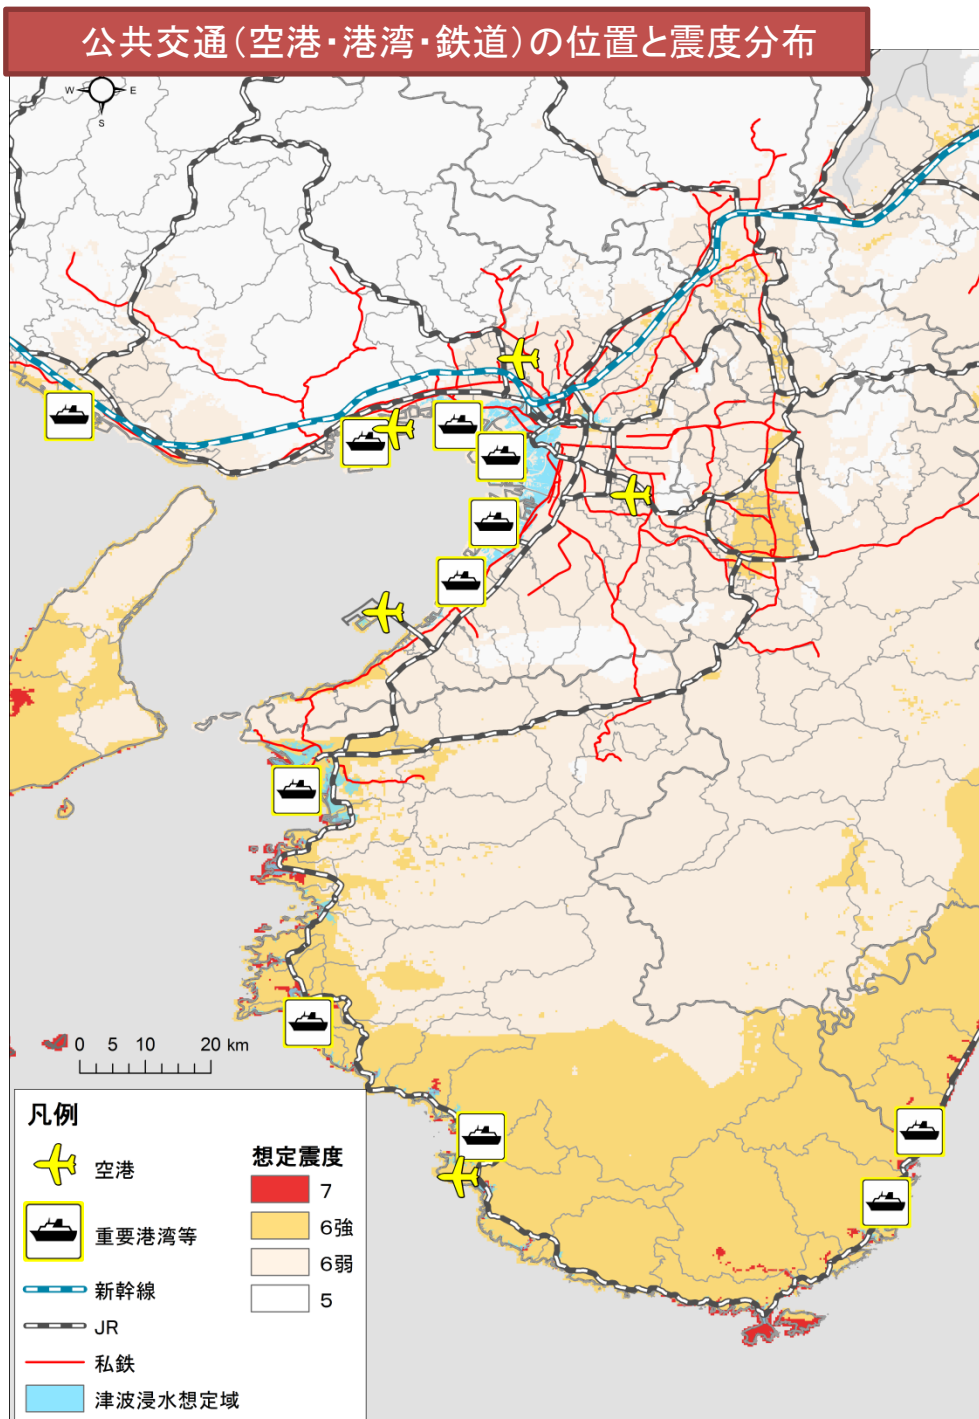 公共交通(空港・港湾・鉄道)の位置と震度分布
W E
S
0 5 10 20 km
凡例
空港
重要港湾等
新幹線
JR
私鉄
津波浸水想定域
想定震度
7
6強
6弱
5